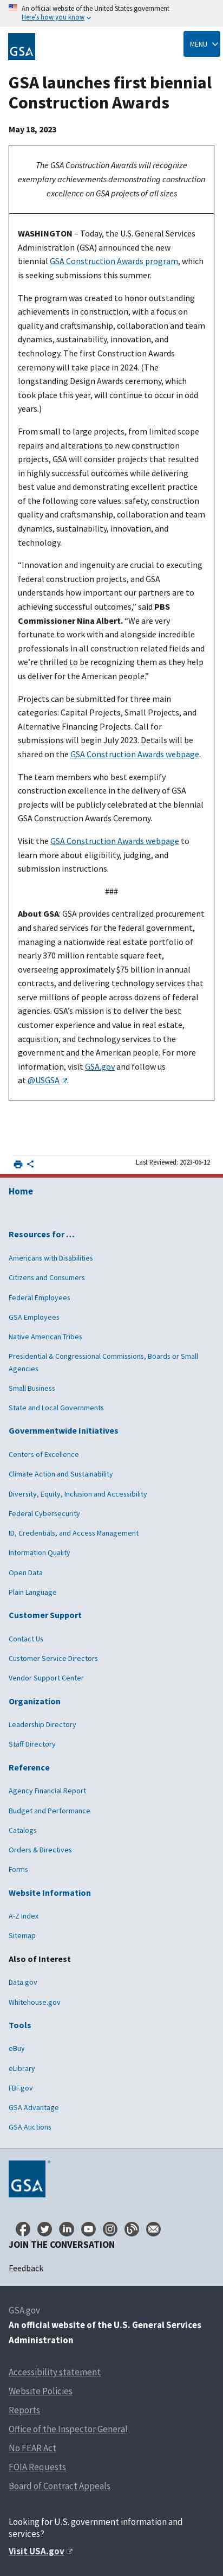 An official website of the United States government
Here's how you know
GSA
MENU
GSA launches first biennial
Construction Awards
May 18, 2023
The GSA Construction Awards will recognize
exemplary achievements demonstrating construction
excellence on GSA projects of all sizes
WASHINGTON – Today, the U.S. General Services
Administration (GSA) announced the new
biennial GSA Construction Awards program, which
is seeking submissions this summer.
The program was created to honor outstanding
achievements in construction, with a focus on
quality and craftsmanship, collaboration and team
dynamics, sustainability, innovation, and
technology. The first Construction Awards
ceremony will take place in 2024. (The
longstanding Design Awards ceremony, which
took place this year, will continue every two
years.)
From small to large projects, from limited scope
repairs and alterations to new construction
projects, GSA will consider projects that resulted
in highly successful outcomes while delivering
on the following core values: safety, construction
quality and craftsmanship, collaboration and team
dynamics, sustainability, innovation, and
technology.
“Innovation and ingenuity are crucial to executing
successful federal projects, and GSA
understands how important our partners are to
achieving successful outcomes,” said PBS
Commissioner Nina Albert. “We are very
fortunate to work alongside incredible
professionals in all corners of the nation, and
we're thrilled to be able to recognize the excellent
work they do for the American people.”
Projects can be submitted for honors in three main
categories: Capital Projects, Small Projects, and
Alternative Financing Projects. Call for
submissions will begin July 2023. Details will be
shared on the GSA Construction Awards webpage.
The team members who best exemplify
construction excellence in the delivery of GSA
projects will be publicly celebrated at the GSA
Construction Awards Ceremony.
Visit the GSA Construction Awards webpage to
learn more about eligibility, judging, and
submission instructions.
###
About GSA: GSA provides centralized procurement
and shared services for the federal government,
managing a nationwide real estate portfolio of
nearly 370 million rentable square feet,
overseeing approximately $75 billion in annual
contracts, and delivering technology services
that serve millions of people across dozens of federal
agencies. GSA’s mission is to deliver the best
customer experience and value in real estate,
acquisition, and technology services to the
government and the American people. For more
information, visit GSA.gov and follow us
at @USGSA.
Last Reviewed: 2023-06-12
Home
Resources for …
Americans with Disabilities
Citizens and Consumers
Federal Employees
GSA Employees
Native American Tribes
Presidential & Congressional Commissions, Boards or Small
Agencies
Small Business
State and Local Governments
Governmentwide Initiatives
Centers of Excellence
Climate Action and Sustainability
Diversity, Equity, Inclusion and Accessibility
Federal Cybersecurity
ID, Credentials, and Access Management
Information Quality
Open Data
Plain Language
Customer Support
Contact Us
Customer Service Directors
Vendor Support Center
Organization
Leadership Directory
Staff Directory
Reference
Agency Financial Report
Budget and Performance
Catalogs
Orders & Directives
Forms
Website Information
A-Z Index
Sitemap
Also of Interest
Data.gov
Whitehouse.gov
Tools
eBuy
eLibrary
FBF.gov
GSA Advantage
GSA Auctions
GSA
JOIN THE CONVERSATION
Feedback
GSA.gov
An official website of the U.S. General Services
Administration
Accessibility statement
Website Policies
Reports
Office of the Inspector General
No FEAR Act
FOIA Requests
Board of Contract Appeals
Looking for U.S. government information and
services?
Visit USA.gov